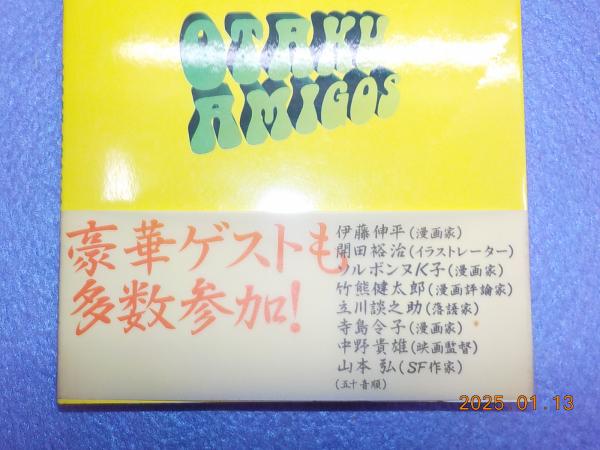 OTAKU
AMIGOS
豪華ゲストも
多数参加!
伊藤伸平(漫画家)
開田裕治(イラストレーター)
ソルボンヌK子(漫画家)
竹熊健太郎(漫画評論家)
立川談之助(落語家)
寺島令子(漫画家)
中野貴雄(映画監督)
山本 弘(SF作家)
(五十音順)
2025.01.13